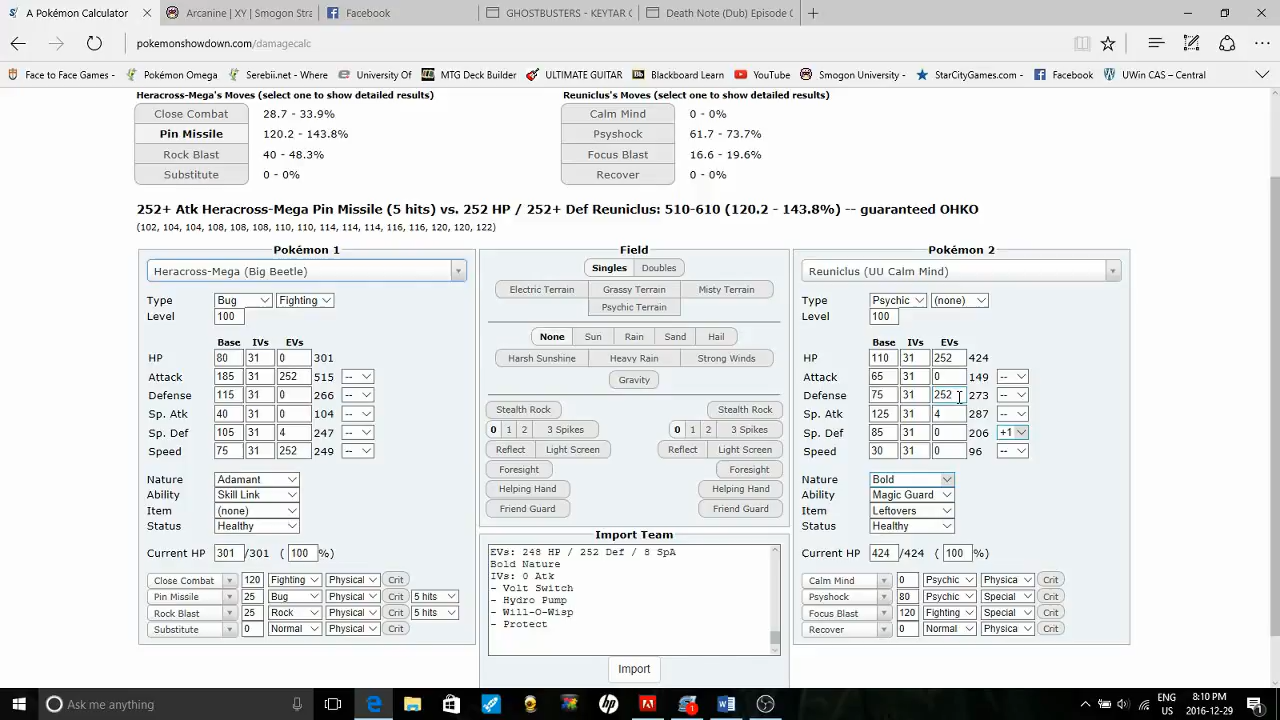 A Pokémon Calculator
Arcanine | XY | Smogon Stra
Facebook
GHOSTBUSTERS - KEYTAR C
Death Note (Dub) Episode C
pokemonshowdown.com/damagecalc
Face to Face Games -
Pokémon Omega
Serebii.net - Where
University Of
MTG Deck Builder
ULTIMATE GUITAR
Blackboard Learn
YouTube
Smogon University -
StarCityGames.com -
Facebook
UWin CAS – Central
Heracross-Mega's Moves (select one to show detailed results)
Close Combat 28.7 - 33.9%
Pin Missile 120.2 - 143.8%
Rock Blast 40 - 48.3%
Substitute 0 - 0%
Reuniclus's Moves (select one to show detailed results)
Calm Mind 0 - 0%
Psyshock 61.7 - 73.7%
Focus Blast 16.6 - 19.6%
Recover 0 - 0%
252+ Atk Heracross-Mega Pin Missile (5 hits) vs. 252 HP / 252+ Def Reuniclus: 510-610 (120.2 - 143.8%) -- guaranteed OHKO
(102, 104, 104, 108, 108, 108, 110, 110, 114, 114, 114, 116, 116, 120, 120, 122)
Pokémon 1
Heracross-Mega (Big Beetle)
Type Bug Fighting
Level 100
Base IVs EVs
HP 80 31 0 301
Attack 185 31 252 515 --
Defense 115 31 0 266 --
Sp. Atk 40 31 0 104 --
Sp. Def 105 31 4 247 --
Speed 75 31 252 249 --
Nature Adamant
Ability Skill Link
Item (none)
Status Healthy
Current HP 301 /301 ( 100 %)
Close Combat 120 Fighting Physical Crit
Pin Missile 25 Bug Physical Crit 5 hits
Rock Blast 25 Rock Physical Crit 5 hits
Substitute 0 Normal Physical Crit
Field
Singles Doubles
Electric Terrain Grassy Terrain Misty Terrain
Psychic Terrain
None Sun Rain Sand Hail
Harsh Sunshine Heavy Rain Strong Winds
Gravity
Stealth Rock Stealth Rock
0 1 2 3 Spikes 0 1 2 3 Spikes
Reflect Light Screen Reflect Light Screen
Foresight Foresight
Helping Hand Helping Hand
Friend Guard Friend Guard
Import Team
EVs: 248 HP / 252 Def / 8 SpA
Bold Nature
IVs: 0 Atk
- Volt Switch
- Hydro Pump
- Will-O-Wisp
- Protect
Import
Pokémon 2
Reuniclus (UU Calm Mind)
Type Psychic (none)
Level 100
Base IVs EVs
HP 110 31 252 424
Attack 65 31 0 149 --
Defense 75 31 252 273 --
Sp. Atk 125 31 4 287 --
Sp. Def 85 31 0 206 +1
Speed 30 31 0 96 --
Nature Bold
Ability Magic Guard
Item Leftovers
Status Healthy
Current HP 424 /424 ( 100 %)
Calm Mind 0 Psychic Physica Crit
Psyshock 80 Psychic Special Crit
Focus Blast 120 Fighting Special Crit
Recover 0 Normal Physica Crit
Ask me anything
ENG
US
8:10 PM
2016-12-29